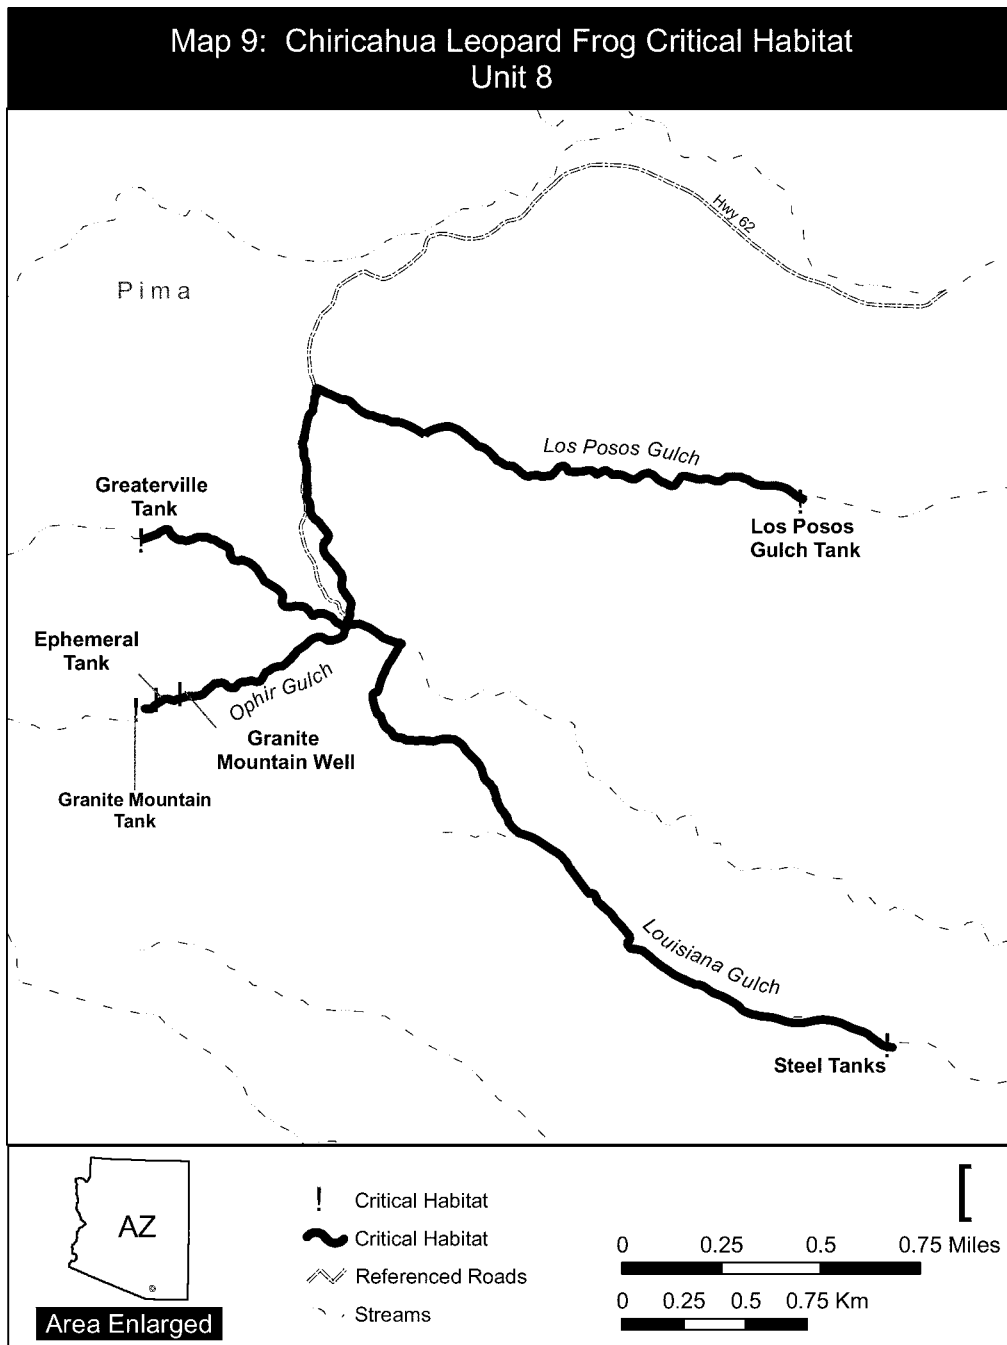 Map 9: Chiricahua Leopard Frog Critical Habitat
Unit 8
Hwy 62
Pima
Los Posos Gulch
Greaterville
Tank
Los Posos
Gulch Tank
Ephemeral
Tank
Ophir Gulch
Granite
Mountain Well
Granite Mountain
Tank
Louisiana Gulch
Steel Tanks
AZ
Area Enlarged
! Critical Habitat
Critical Habitat
Referenced Roads
Streams
[
0 0.25 0.5 0.75 Miles
0 0.25 0.5 0.75 Km